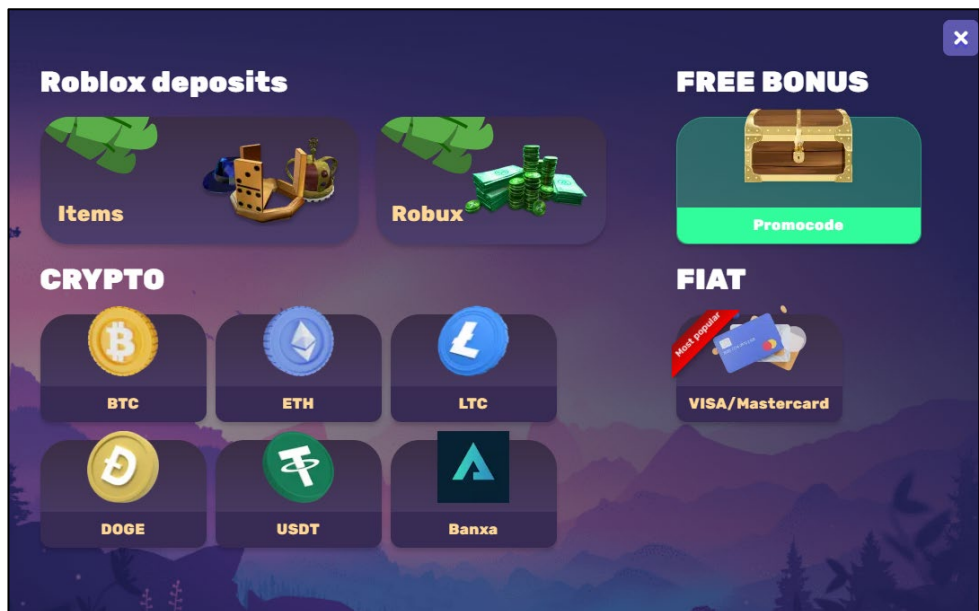 Roblox deposits
FREE BONUS
Items
Robux
Promocode
CRYPTO
FIAT
Most popular
BTC
ETH
LTC
VISA/Mastercard
DOGE
USDT
Banxa